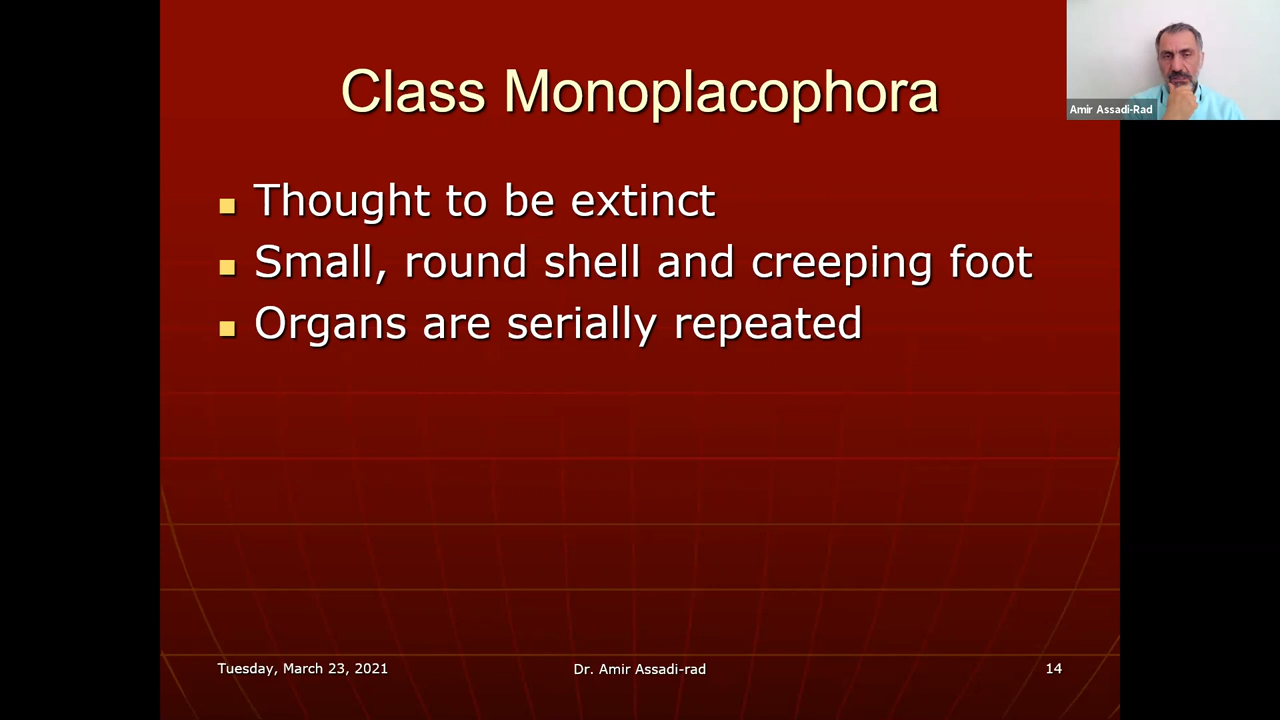 Class Monoplacophora
Amir Assadi-Rad
Thought to be extinct
Small, round shell and creeping foot
Organs are serially repeated
Tuesday, March 23, 2021
Dr. Amir Assadi-rad
14